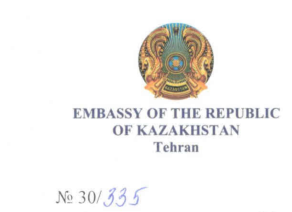 EMBASSY OF THE REPUBLIC
OF KAZAKHSTAN
Tehran
№ 30/335